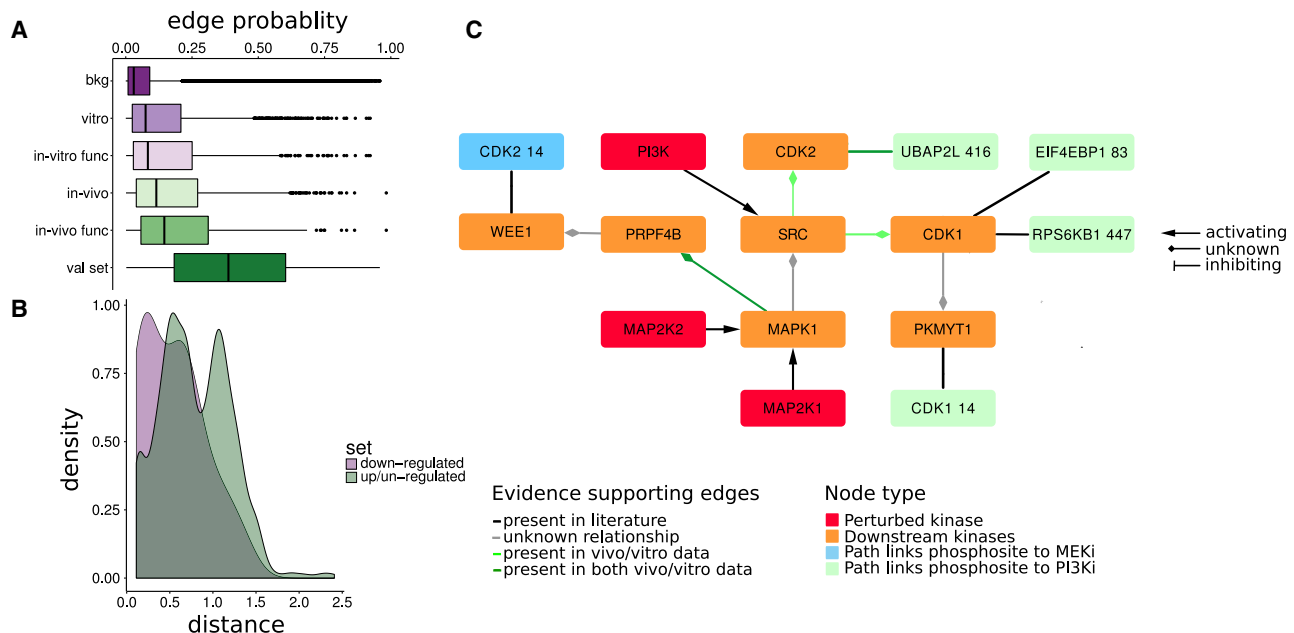 A
edge probablity
0.00 0.25 0.50 0.75 1.00
bkg
vitro
in-vitro func
in-vivo
in-vivo func
val set
B
1.00
0.75
0.50
0.25
0.00
density
0.0 0.5 1.0 1.5 2.0 2.5
distance
set
down-regulated
up/un-regulated
C
CDK2 14
PI3K
CDK2
UBAP2L 416
EIF4EBP1 83
WEE1
PRPF4B
SRC
CDK1
RPS6KB1 447
MAP2K2
MAPK1
PKMYT1
MAP2K1
CDK1 14
activating
unknown
inhibiting
Evidence supporting edges
present in literature
unknown relationship
present in vivo/vitro data
present in both vivo/vitro data
Node type
Perturbed kinase
Downstream kinases
Path links phosphosite to MEKi
Path links phosphosite to PI3Ki